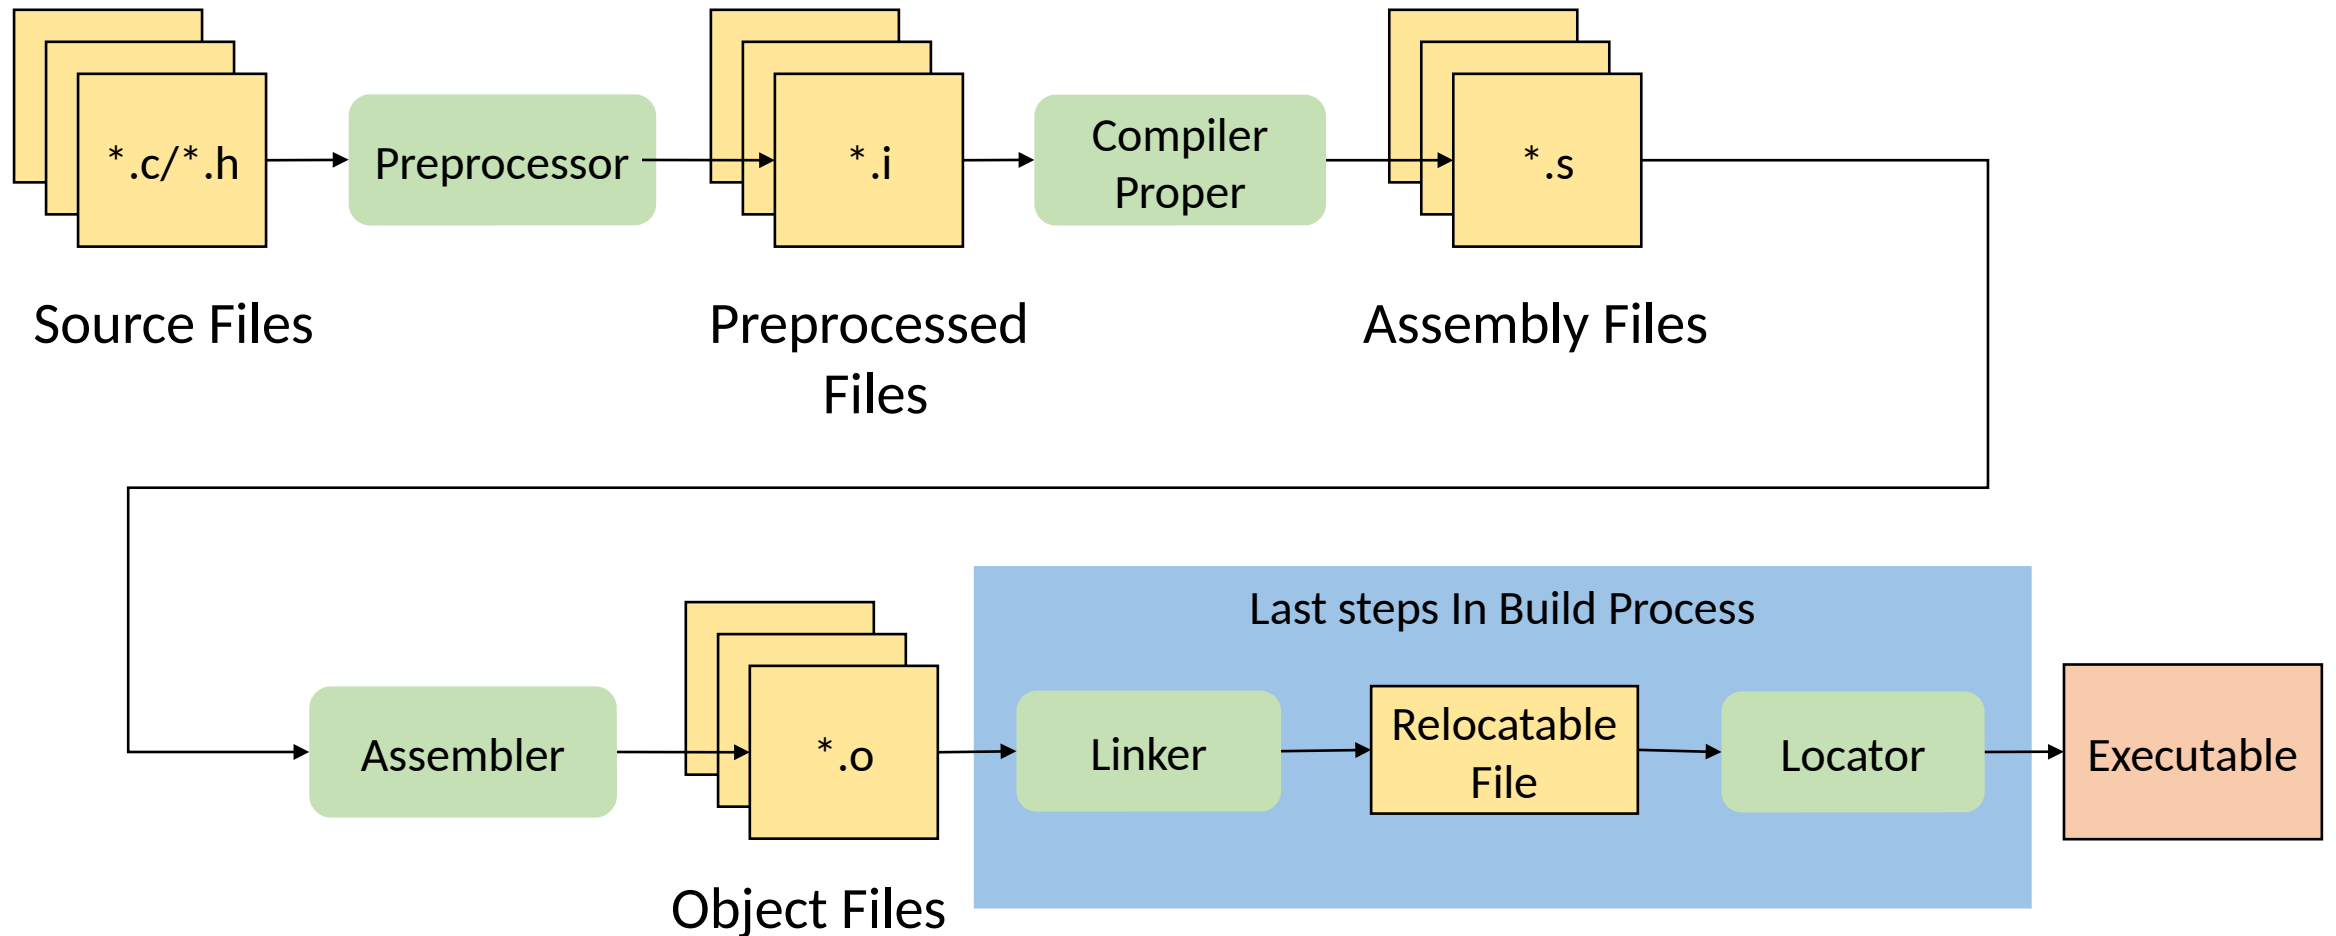 *.c/*.h
Preprocessor
*.i
Compiler
Proper
*.s
Source Files
Preprocessed
Files
Assembly Files
Last steps In Build Process
Assembler
*.o
Linker
Relocatable
File
Locator
Executable
Object Files